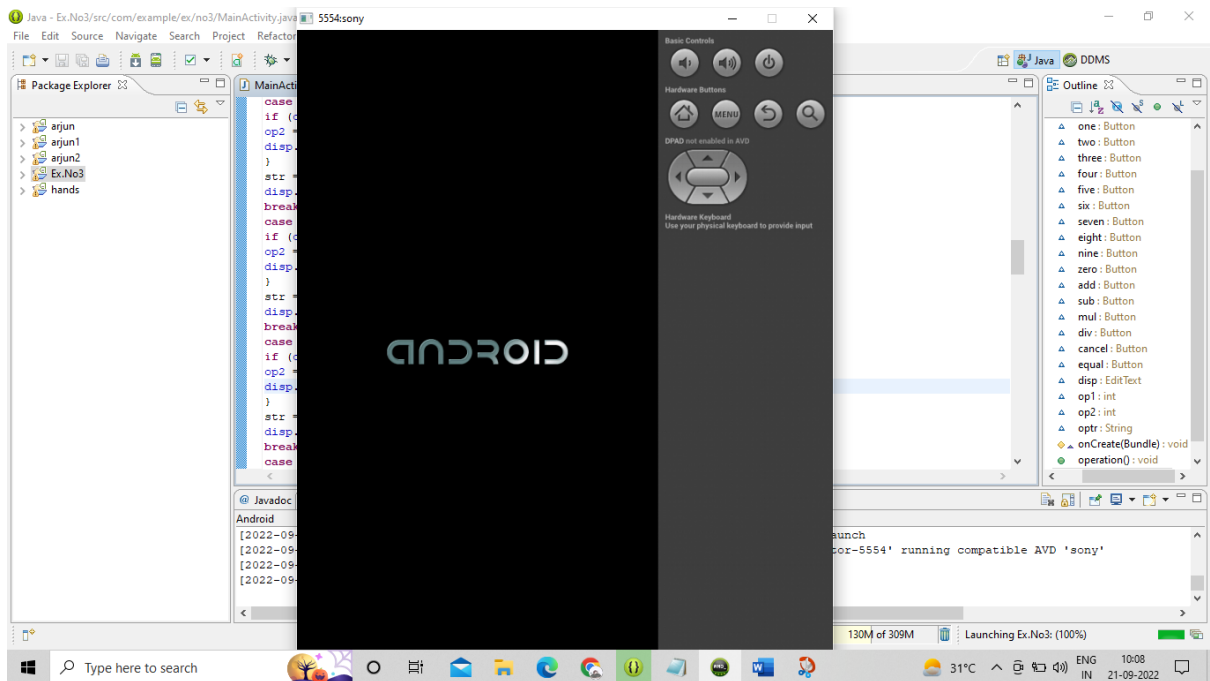 Java - Ex.No3/src/com/example/ex/no3/MainActivity.java
5554:sony
File Edit Source Navigate Search Project Refactor
Java DDMS
Package Explorer
arjun
arjun1
arjun2
Ex.No3
hands
MainActi
case
if (
op2 =
disp.
}
str =
disp.
break
case
if (
op2 =
disp.
}
str =
disp.
break
case
if (
op2 =
disp.
}
str =
disp.
break
case
Basic Controls
Hardware Buttons
MENU
DPAD not enabled in AVD
Hardware Keyboard
Use your physical keyboard to provide input
ANDROID
Outline
one : Button
two : Button
three : Button
four : Button
five : Button
six : Button
seven : Button
eight : Button
nine : Button
zero : Button
add : Button
sub : Button
mul : Button
div : Button
cancel : Button
equal : Button
disp : EditText
op1 : int
op2 : int
optr : String
onCreate(Bundle) : void
operation() : void
@ Javadoc
Android
[2022-09- aunch
[2022-09- tor-5554' running compatible AVD 'sony'
[2022-09-
[2022-09-
130M of 309M
Launching Ex.No3: (100%)
Type here to search
31°C
ENG
IN
10:08
21-09-2022